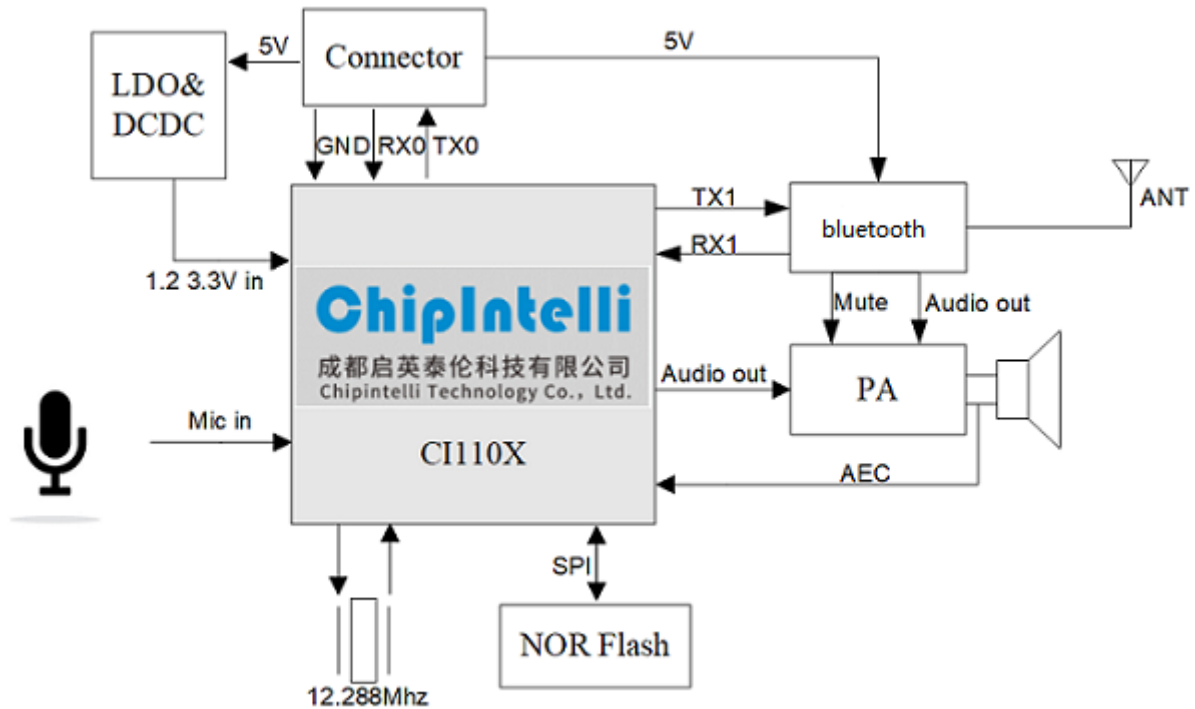 5V
Connector
5V
LDO&
DCDC
GND RX0 TX0
TX1
ANT
bluetooth
RX1
1.2 3.3V in
Mute
Audio out
ChipIntelli
成都启英泰伦科技有限公司
Chipintelli Technology Co., Ltd.
Audio out
PA
Mic in
CI110X
AEC
SPI
NOR Flash
12.288Mhz